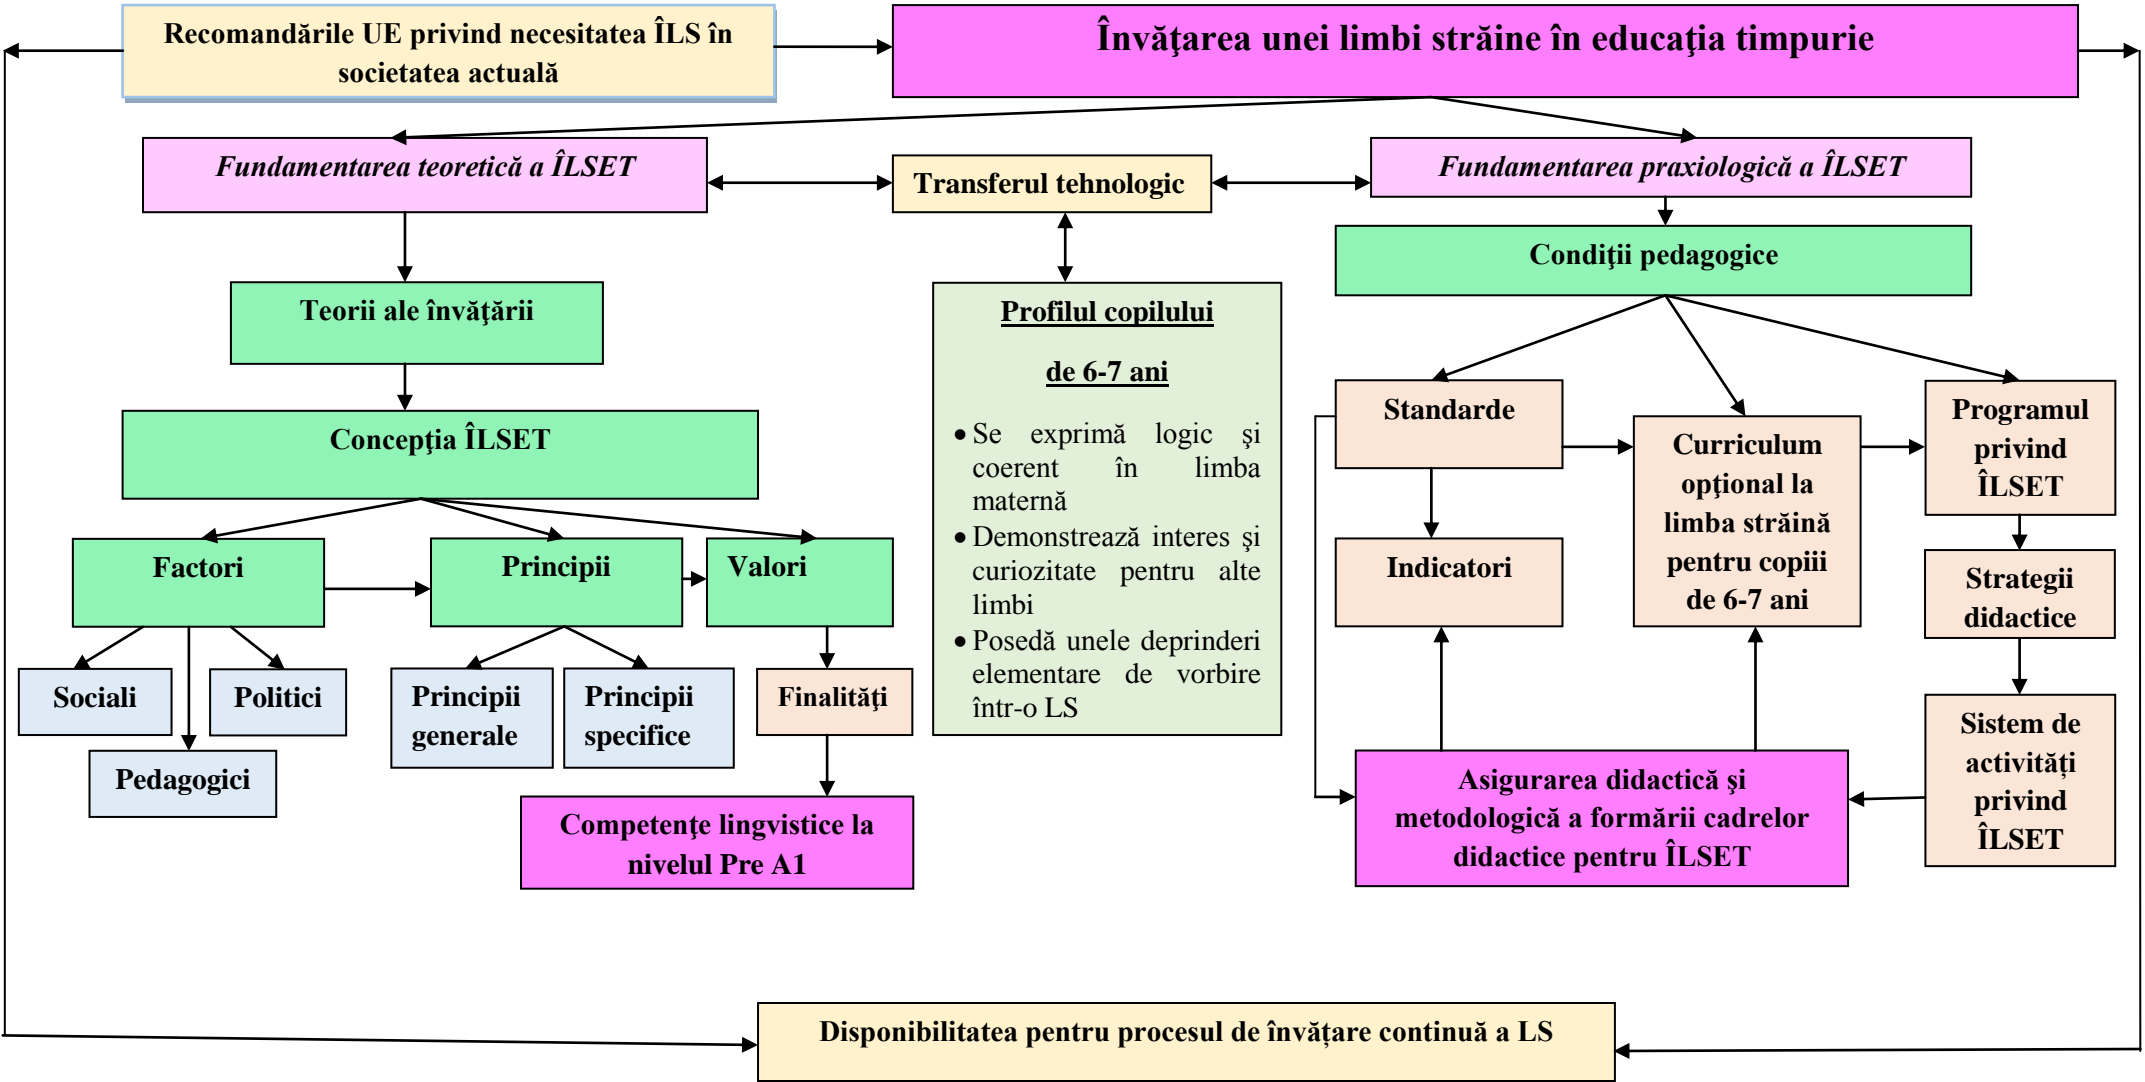 Recomandările UE privind necesitatea ÎLS în
societatea actuală
Învăţarea unei limbi străine în educaţia timpurie
Fundamentarea teoretică a ÎLSET
Transferul tehnologic
Fundamentarea praxiologică a ÎLSET
Teorii ale învăţării
Concepţia ÎLSET
Factori
Principii
Valori
Sociali
Politici
Pedagogici
Principii
generale
Principii
specifice
Finalităţi
Competenţe lingvistice la
nivelul Pre A1
Profilul copilului
de 6-7 ani
• Se exprimă logic şi
coerent în limba
maternă
• Demonstrează interes şi
curiozitate pentru alte
limbi
• Posedă unele deprinderi
elementare de vorbire
într-o LS
Condiţii pedagogice
Standarde
Indicatori
Curriculum
opţional la
limba străină
pentru copiii
de 6-7 ani
Programul
privind
ÎLSET
Strategii
didactice
Sistem de
activități
privind
ÎLSET
Asigurarea didactică şi
metodologică a formării cadrelor
didactice pentru ÎLSET
Disponibilitatea pentru procesul de învățare continuă a LS